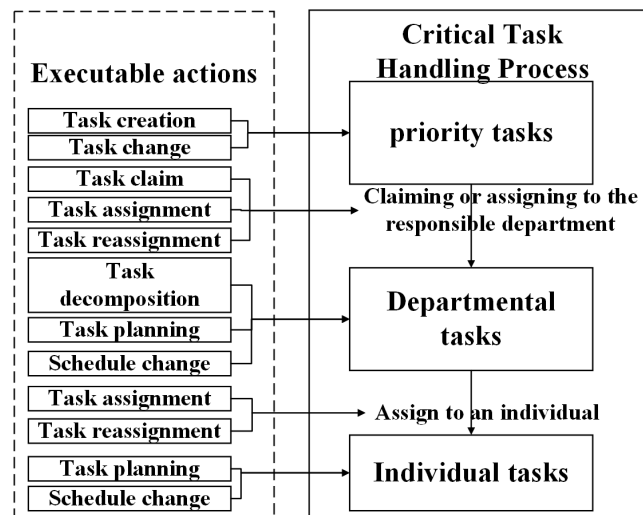 Executable actions
Task creation
Task change
Task claim
Task assignment
Task reassignment
Task
decomposition
Task planning
Schedule change
Task assignment
Task reassignment
Task planning
Schedule change
Critical Task
Handling Process
priority tasks
Claiming or assigning to the
responsible department
Departmental
tasks
Assign to an individual
Individual tasks